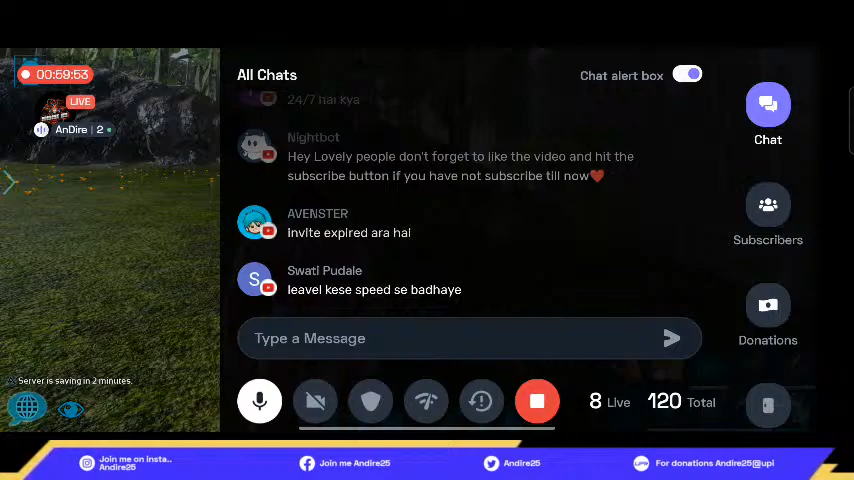 00:59:53
LIVE
AnDire | 2
All Chats
Chat alert box
24/7 hai kya
Nightbot
Hey Lovely people don't forget to like the video and hit the
subscribe button if you have not subscribe till now❤️
AVENSTER
invite expired ara hai
S
Swati Pudale
leavel kese speed se badhaye
Type a Message
8 Live 120 Total
Chat
Subscribers
Donations
Server is saving in 2 minutes.
Join me on insta..
Andire25
Join me Andire25
Andire25
For donations Andire25@upi